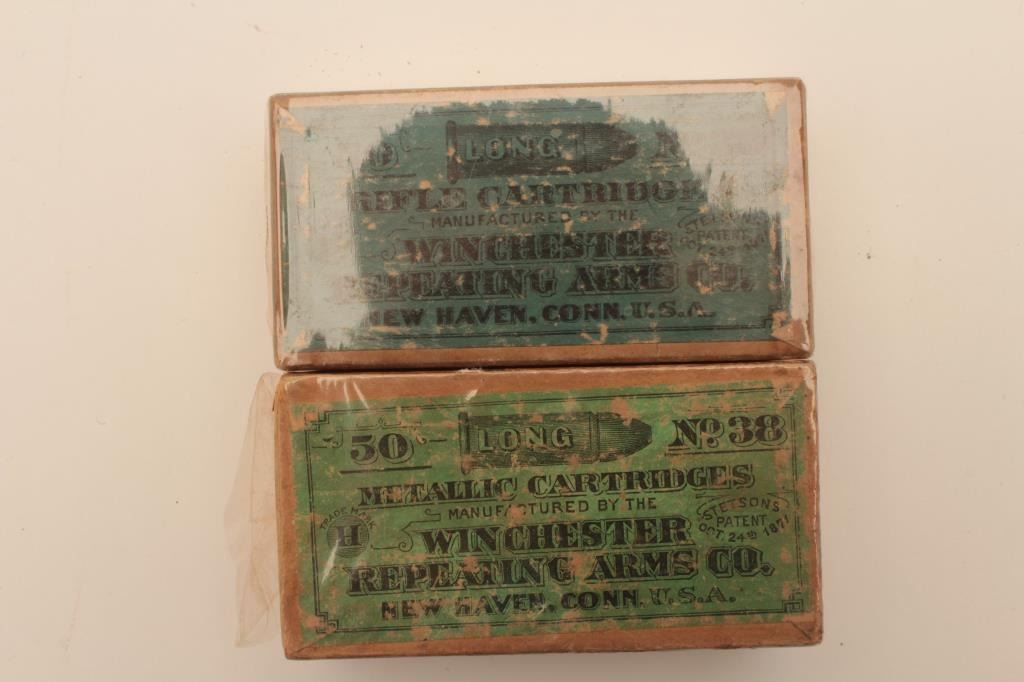 LONG
RIFLE CARTRIDGE
MANUFACTURED BY THE
WINCHESTER
STETSONS
PATENT
REPEATING ARMS CO.
NEW HAVEN. CONN. U.S.A.
50 LONG No. 38
METALLIC CARTRIDGES
MANUFACTURED BY THE
TRADE MARK
H
WINCHESTER
STETSONS
PATENT
OCT. 24th 1871
REPEATING ARMS CO.
NEW HAVEN. CONN. U.S.A.